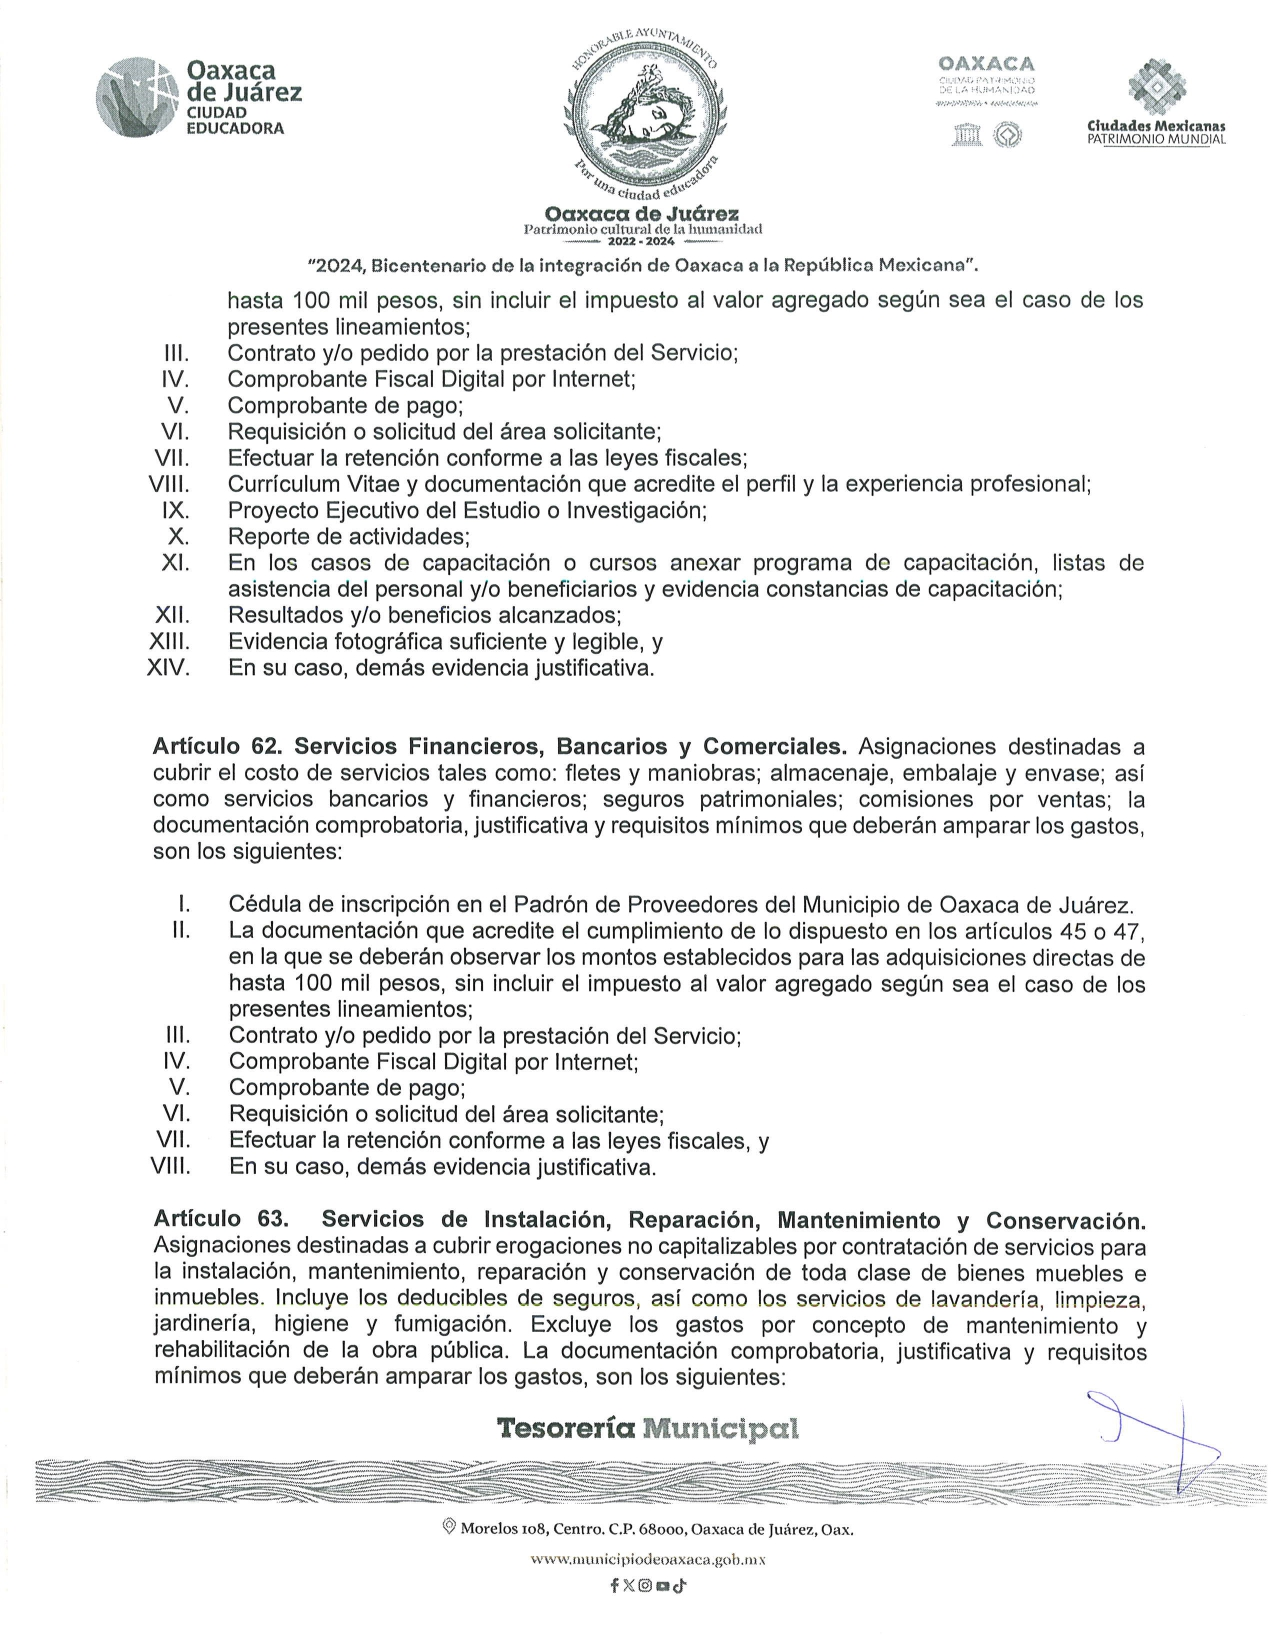 Oaxaca
de Juárez
CIUDAD
EDUCADORA
HONORABLE AYUNTAMIENTO
Por una ciudad educadora
Oaxaca de Juárez
Patrimonio cultural de la humanidad
2022 - 2024
OAXACA
CIUDAD PATRIMONIO
DE LA HUMANIDAD
Ciudades Mexicanas
PATRIMONIO MUNDIAL
"2024, Bicentenario de la integración de Oaxaca a la República Mexicana".
hasta 100 mil pesos, sin incluir el impuesto al valor agregado según sea el caso de los
presentes lineamientos;
III. Contrato y/o pedido por la prestación del Servicio;
IV. Comprobante Fiscal Digital por Internet;
V. Comprobante de pago;
VI. Requisición o solicitud del área solicitante;
VII. Efectuar la retención conforme a las leyes fiscales;
VIII. Currículum Vitae y documentación que acredite el perfil y la experiencia profesional;
IX. Proyecto Ejecutivo del Estudio o Investigación;
X. Reporte de actividades;
XI. En los casos de capacitación o cursos anexar programa de capacitación, listas de
asistencia del personal y/o beneficiarios y evidencia constancias de capacitación;
XII. Resultados y/o beneficios alcanzados;
XIII. Evidencia fotográfica suficiente y legible, y
XIV. En su caso, demás evidencia justificativa.
Artículo 62. Servicios Financieros, Bancarios y Comerciales. Asignaciones destinadas a
cubrir el costo de servicios tales como: fletes y maniobras; almacenaje, embalaje y envase; así
como servicios bancarios y financieros; seguros patrimoniales; comisiones por ventas; la
documentación comprobatoria, justificativa y requisitos mínimos que deberán amparar los gastos,
son los siguientes:
I. Cédula de inscripción en el Padrón de Proveedores del Municipio de Oaxaca de Juárez.
II. La documentación que acredite el cumplimiento de lo dispuesto en los artículos 45 o 47,
en la que se deberán observar los montos establecidos para las adquisiciones directas de
hasta 100 mil pesos, sin incluir el impuesto al valor agregado según sea el caso de los
presentes lineamientos;
III. Contrato y/o pedido por la prestación del Servicio;
IV. Comprobante Fiscal Digital por Internet;
V. Comprobante de pago;
VI. Requisición o solicitud del área solicitante;
VII. Efectuar la retención conforme a las leyes fiscales, y
VIII. En su caso, demás evidencia justificativa.
Artículo 63. Servicios de Instalación, Reparación, Mantenimiento y Conservación.
Asignaciones destinadas a cubrir erogaciones no capitalizables por contratación de servicios para
la instalación, mantenimiento, reparación y conservación de toda clase de bienes muebles e
inmuebles. Incluye los deducibles de seguros, así como los servicios de lavandería, limpieza,
jardinería, higiene y fumigación. Excluye los gastos por concepto de mantenimiento y
rehabilitación de la obra pública. La documentación comprobatoria, justificativa y requisitos
mínimos que deberán amparar los gastos, son los siguientes:
Tesorería Municipal
Morelos 108, Centro. C.P. 68000, Oaxaca de Juárez, Oax.
www.municipiodeoaxaca.gob.mx